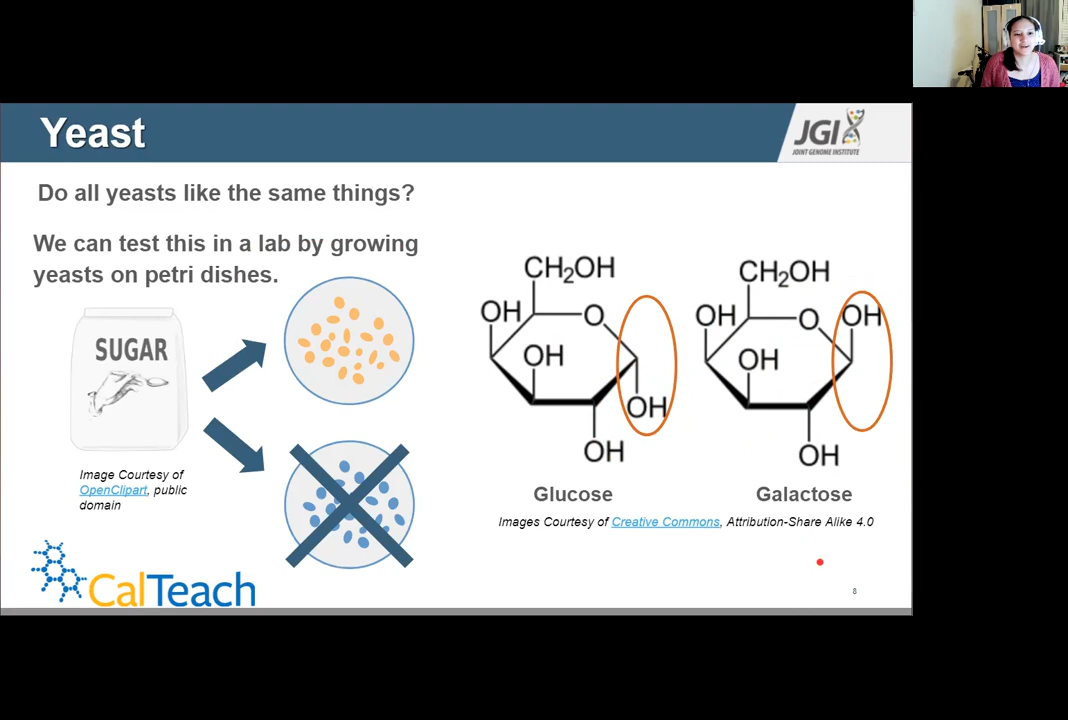 Yeast
JGI
JOINT GENOME INSTITUTE
Do all yeasts like the same things?
We can test this in a lab by growing
yeasts on petri dishes.
SUGAR
Image Courtesy of
OpenClipart, public
domain
CH2OH
OH
O
OH
OH
OH
Glucose
CH2OH
OH
O
OH
OH
OH
Galactose
Images Courtesy of Creative Commons, Attribution-Share Alike 4.0
CalTeach
8